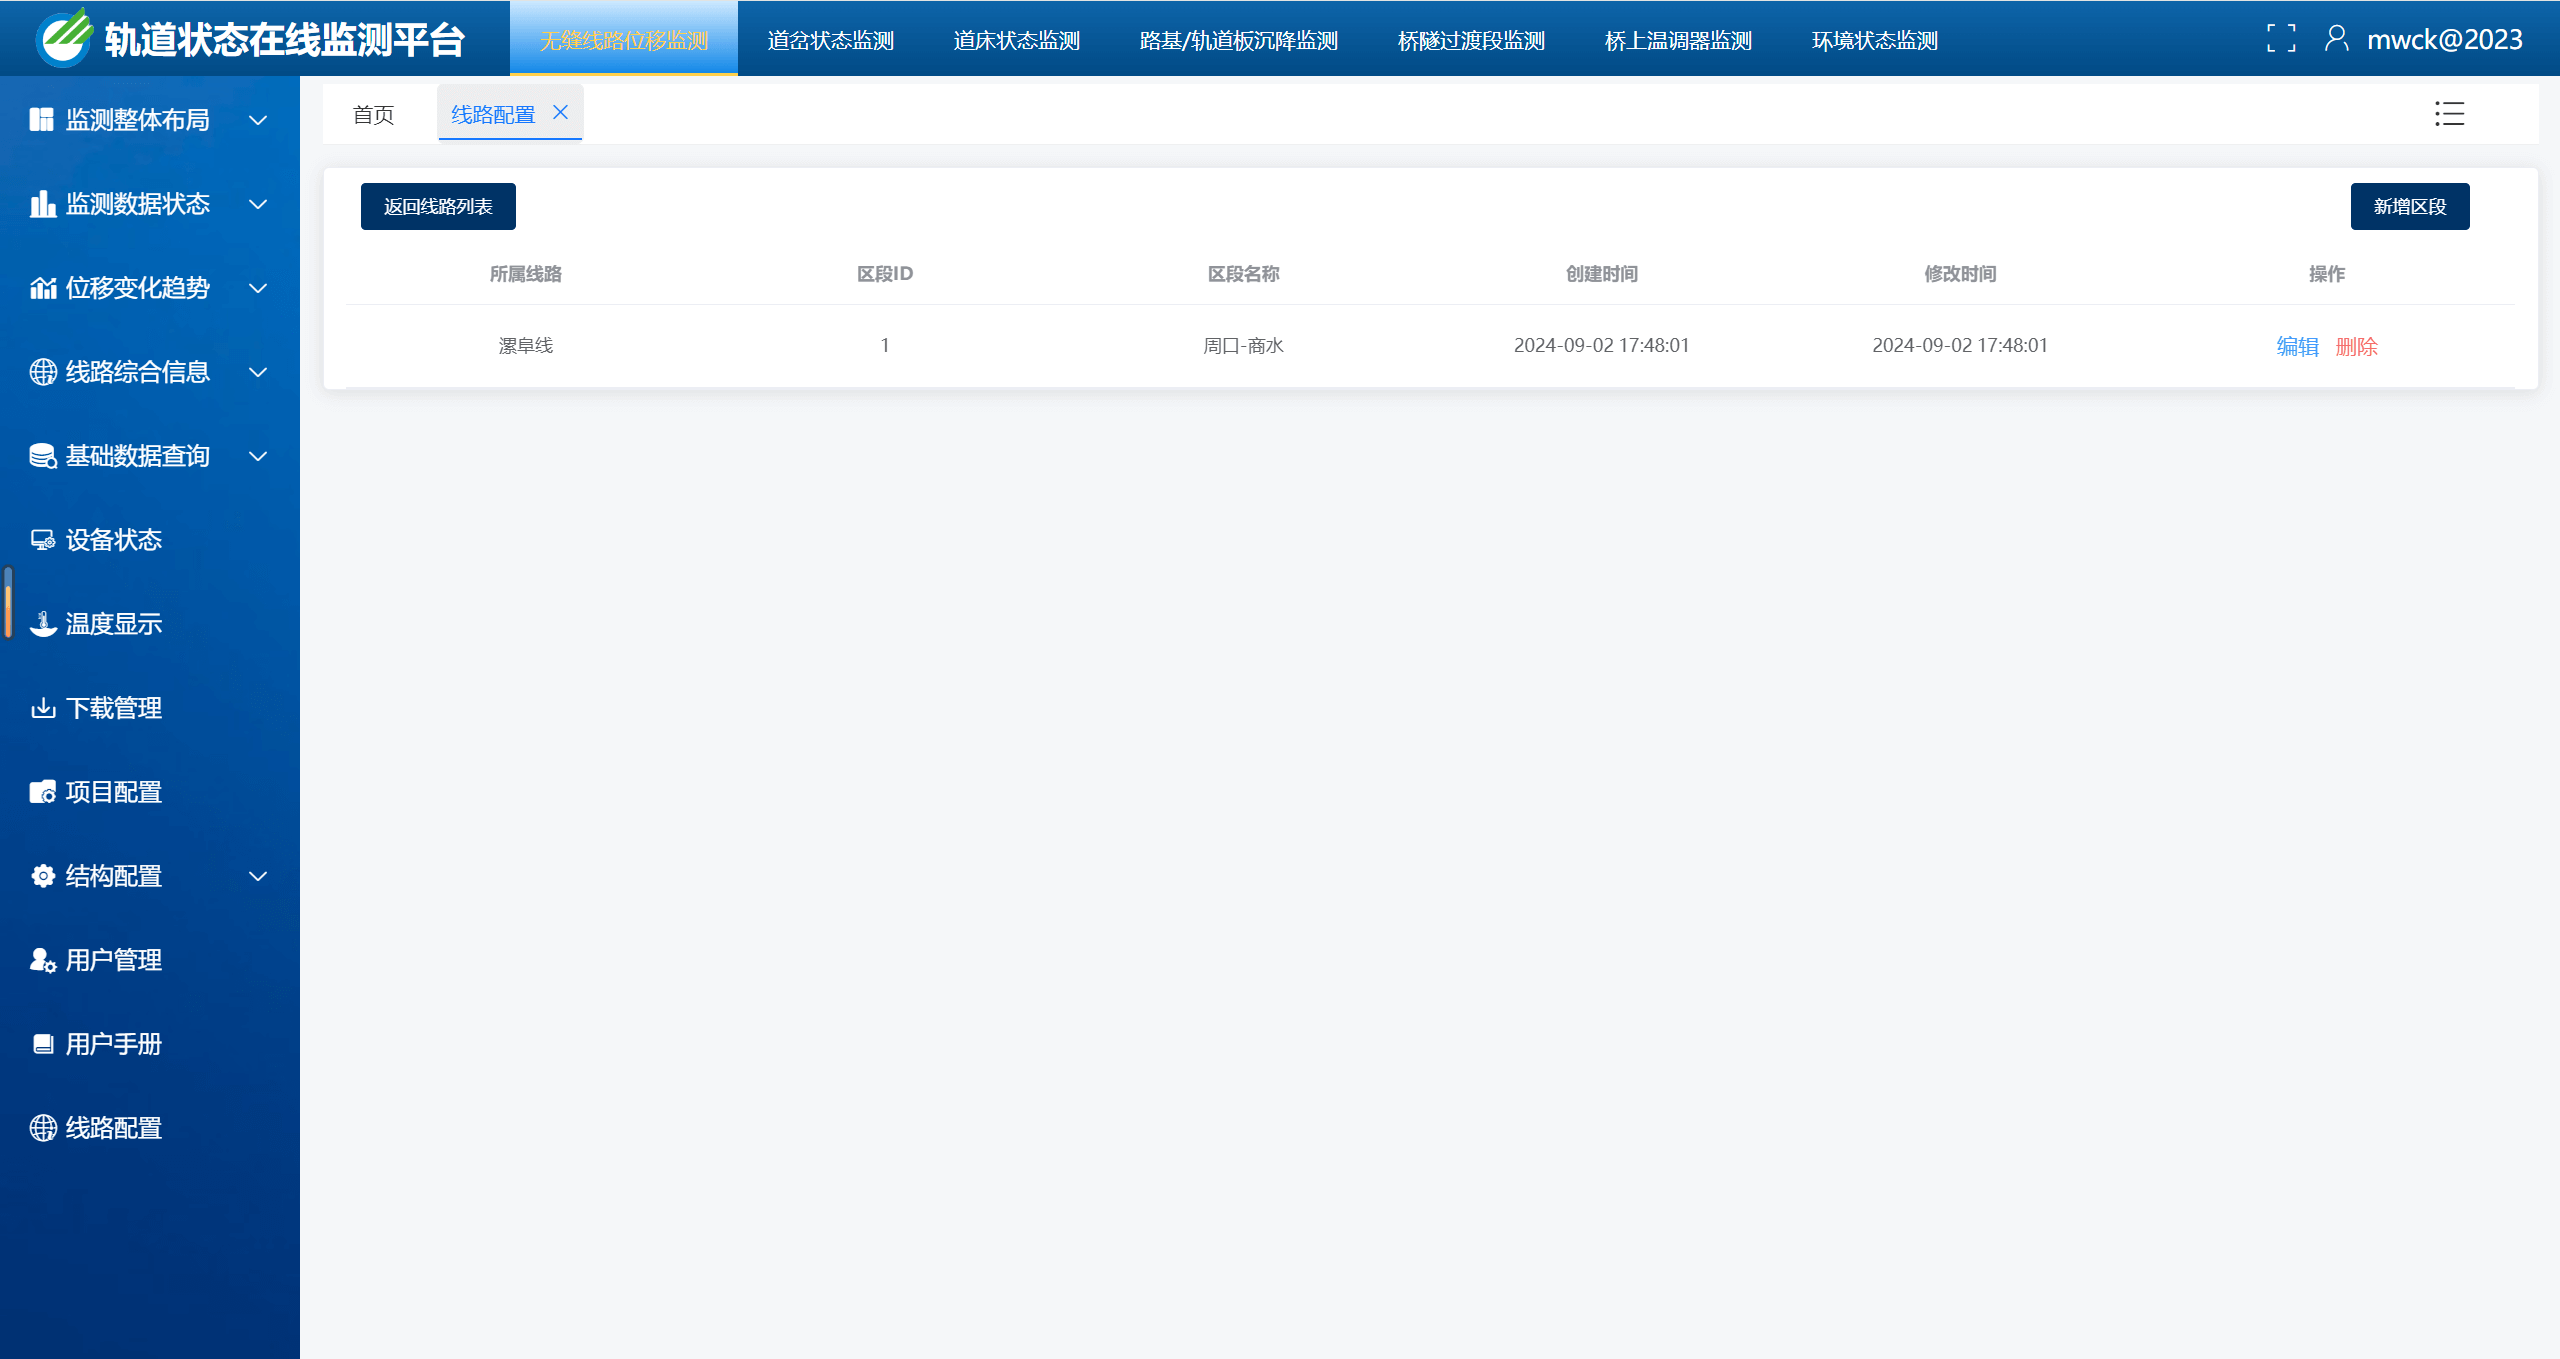 轨道状态在线监测平台
无缝线路位移监测 道岔状态监测 道床状态监测 路基/轨道板沉降监测 桥隧过渡段监测 桥上温调器监测 环境状态监测
mwck@2023
监测整体布局
监测数据状态
位移变化趋势
线路综合信息
基础数据查询
设备状态
温度显示
下载管理
项目配置
结构配置
用户管理
用户手册
线路配置
首页 线路配置
返回线路列表 新增区段
所属线路 区段ID 区段名称 创建时间 修改时间 操作
漯阜线 1 周口-商水 2024-09-02 17:48:01 2024-09-02 17:48:01 编辑 删除